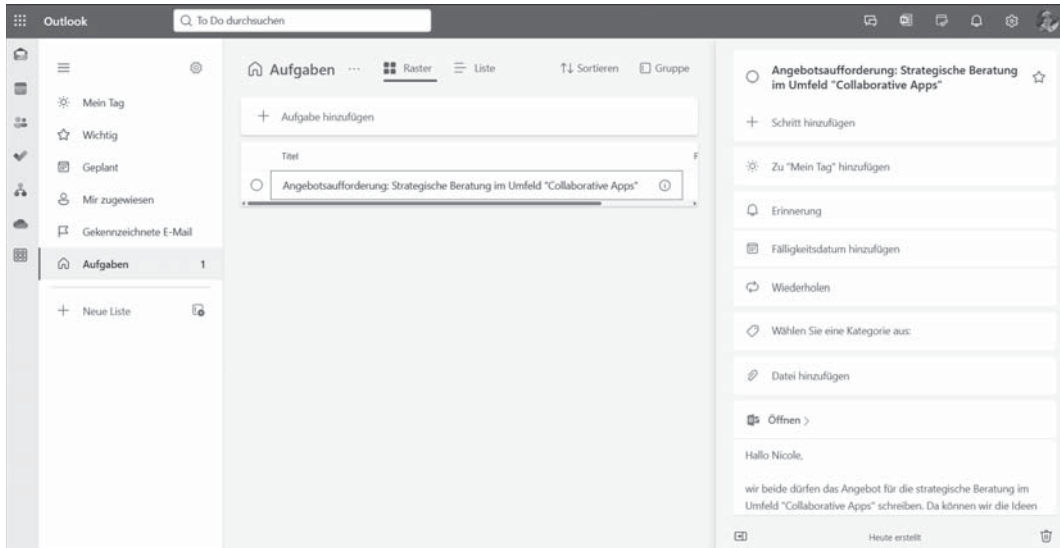 Outlook
To Do durchsuchen
Mein Tag
Wichtig
Geplant
Mir zugewiesen
Gekennzeichnete E-Mail
Aufgaben 1
Neue Liste
Aufgaben ... Raster Liste Sortieren Gruppe
Aufgabe hinzufügen
Titel F
Angebotsaufforderung: Strategische Beratung im Umfeld "Collaborative Apps"
Angebotsaufforderung: Strategische Beratung
im Umfeld "Collaborative Apps"
Schritt hinzufügen
Zu "Mein Tag" hinzufügen
Erinnerung
Fälligkeitsdatum hinzufügen
Wiederholen
Wählen Sie eine Kategorie aus:
Datei hinzufügen
Öffnen >
Hallo Nicole,
wir beide dürfen das Angebot für die strategische Beratung im
Umfeld "Collaborative Apps" schreiben. Da können wir die Ideen
Heute erstellt